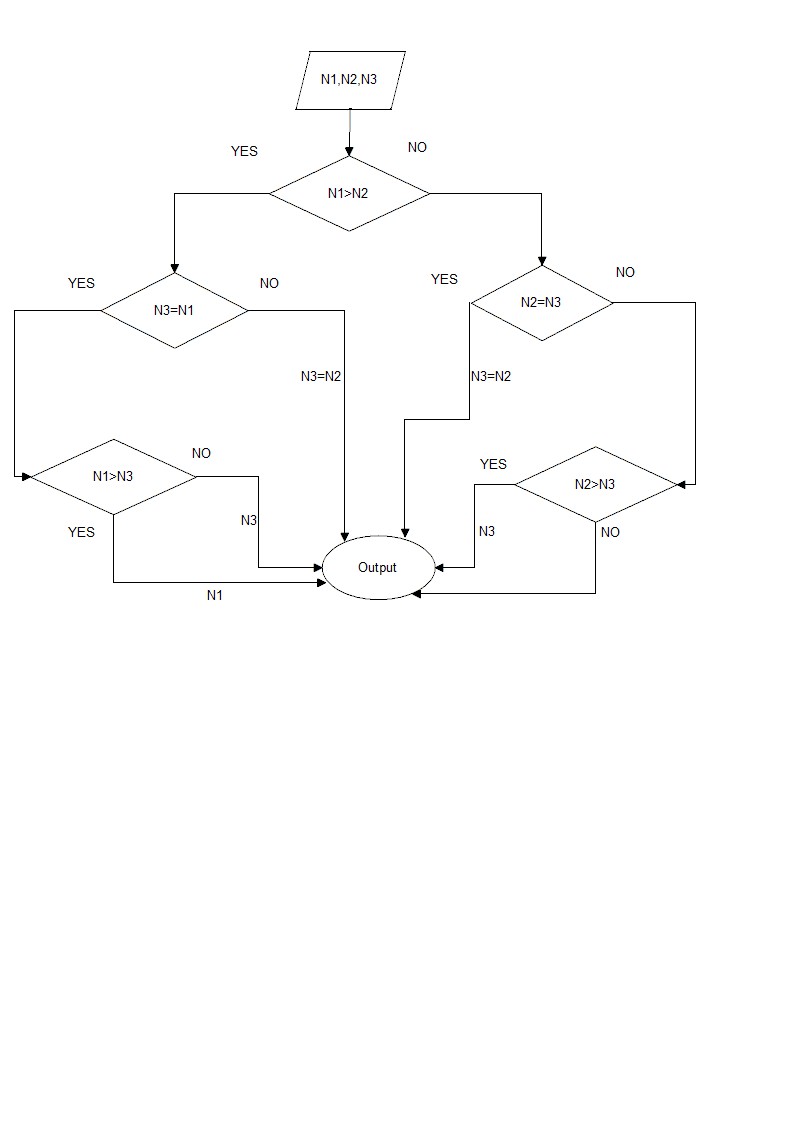 N1,N2,N3
YES
NO
N1>N2
YES
NO
YES
NO
N3=N1
N2=N3
N3=N2
N3=N2
NO
YES
N1>N3
N2>N3
N3
YES
N3
NO
Output
N1